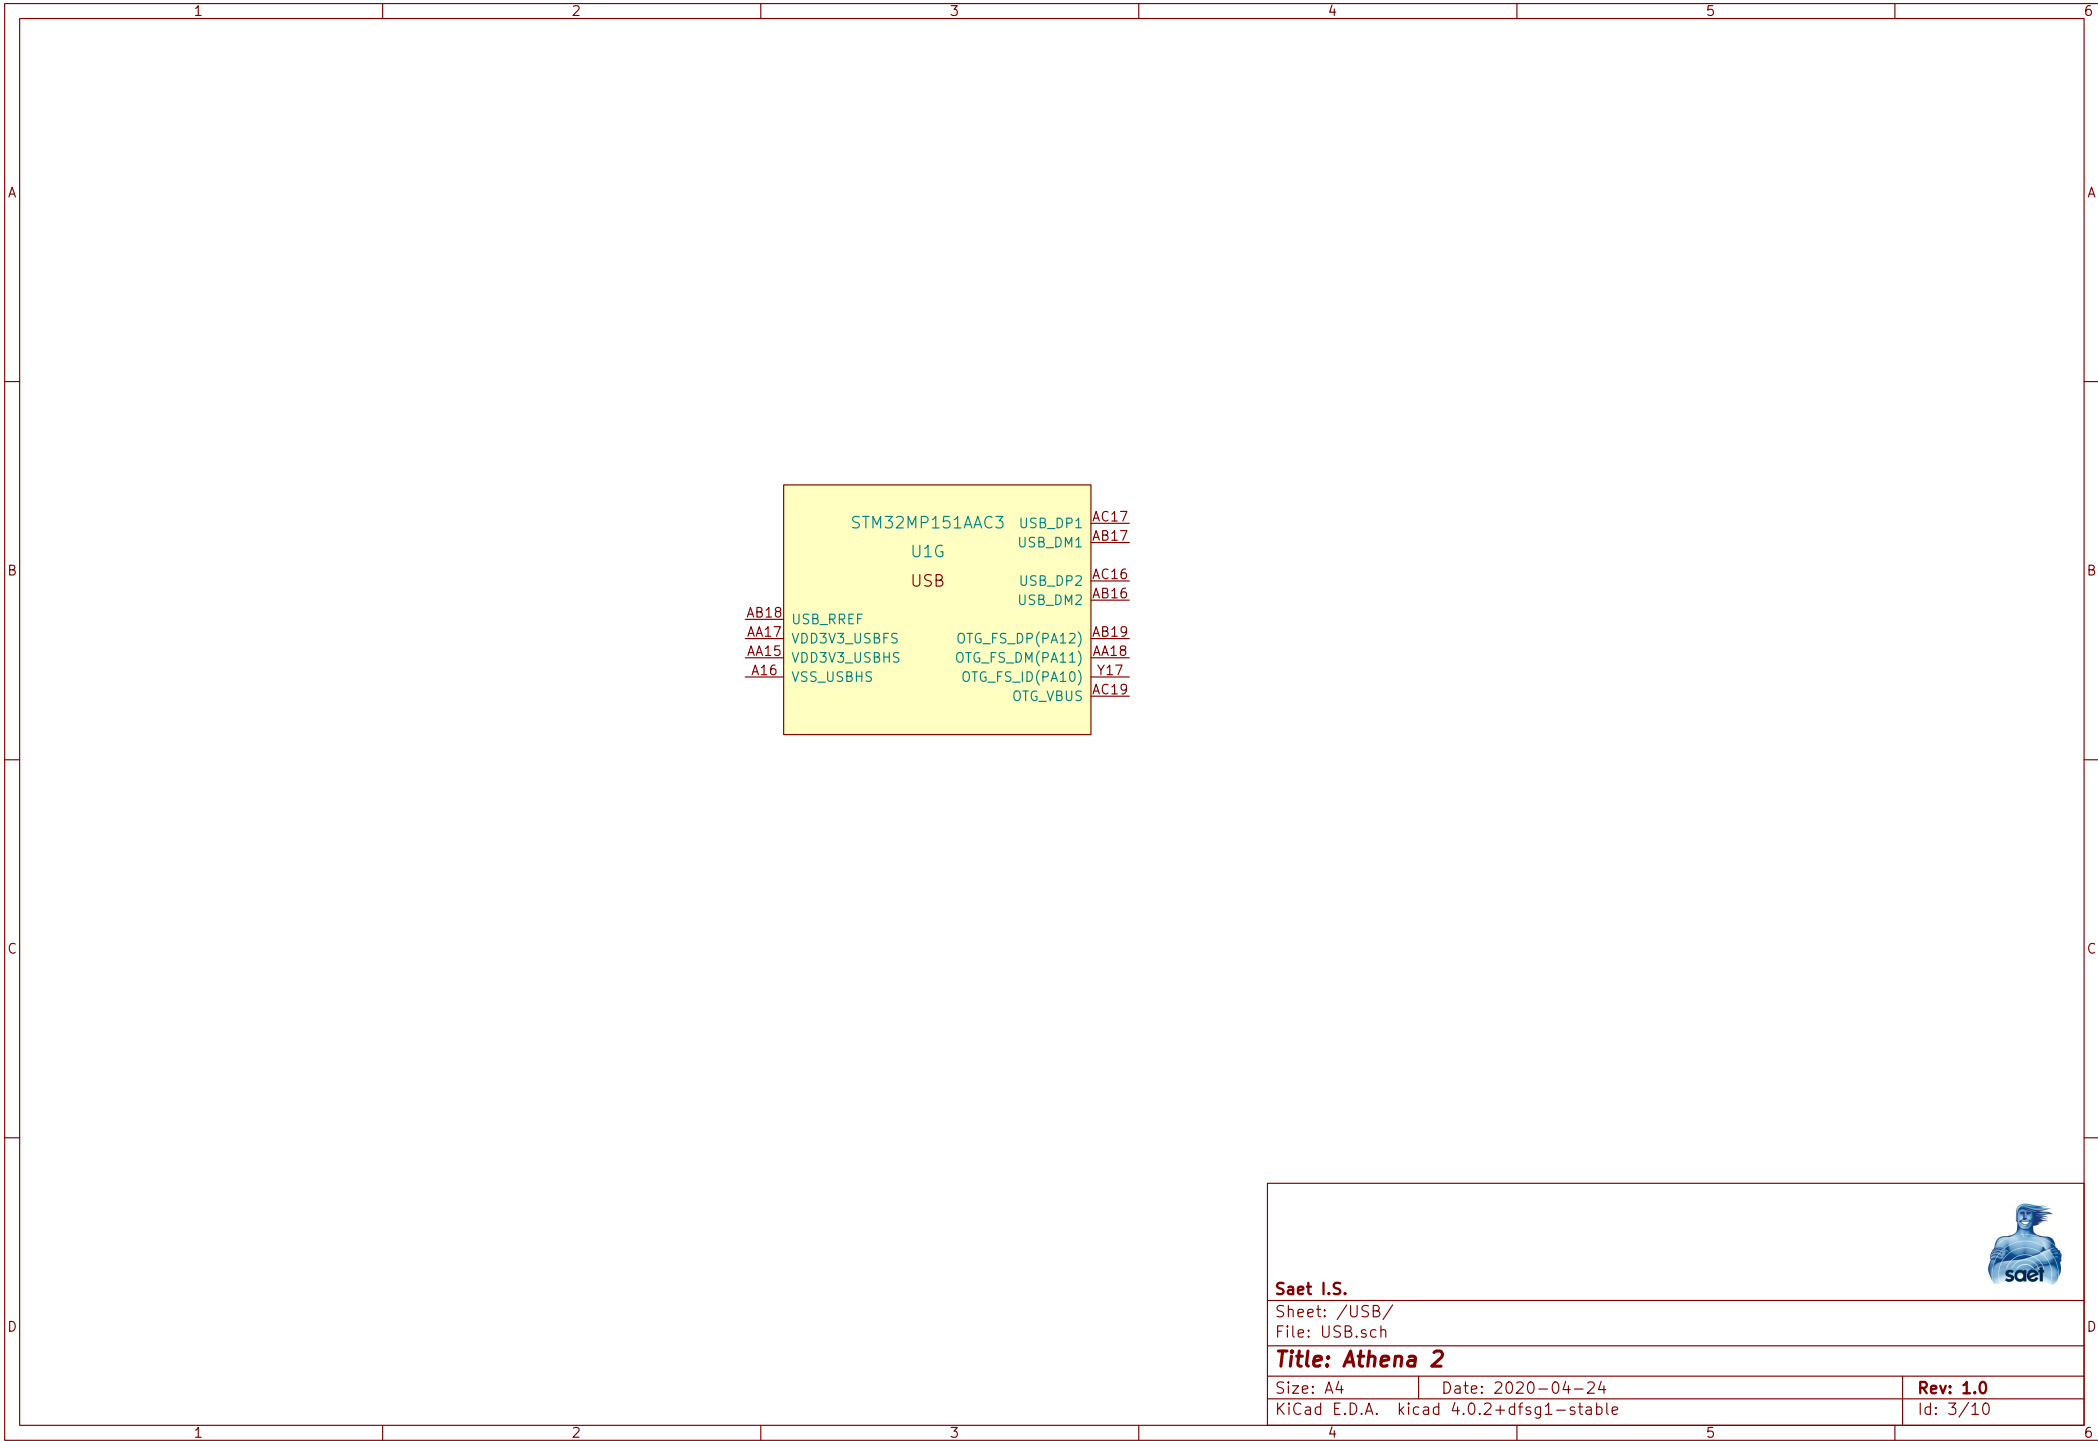 1 2 3 4 5 6
A A
STM32MP151AAC3 USB_DP1 AC17
USB_DM1 AB17
U1G
B USB USB_DP2 AC16 B
USB_DM2 AB16
AB18 USB_RREF
AA17 VDD3V3_USBFS OTG_FS_DP(PA12) AB19
AA15 VDD3V3_USBHS OTG_FS_DM(PA11) AA18
A16 VSS_USBHS OTG_FS_ID(PA10) Y17
OTG_VBUS AC19
C C
saet
Saet I.S.
Sheet: /USB/
File: USB.sch
D D
Title: Athena 2
Size: A4 Date: 2020-04-24 Rev: 1.0
KiCad E.D.A. kicad 4.0.2+dfsg1-stable Id: 3/10
1 2 3 4 5 6